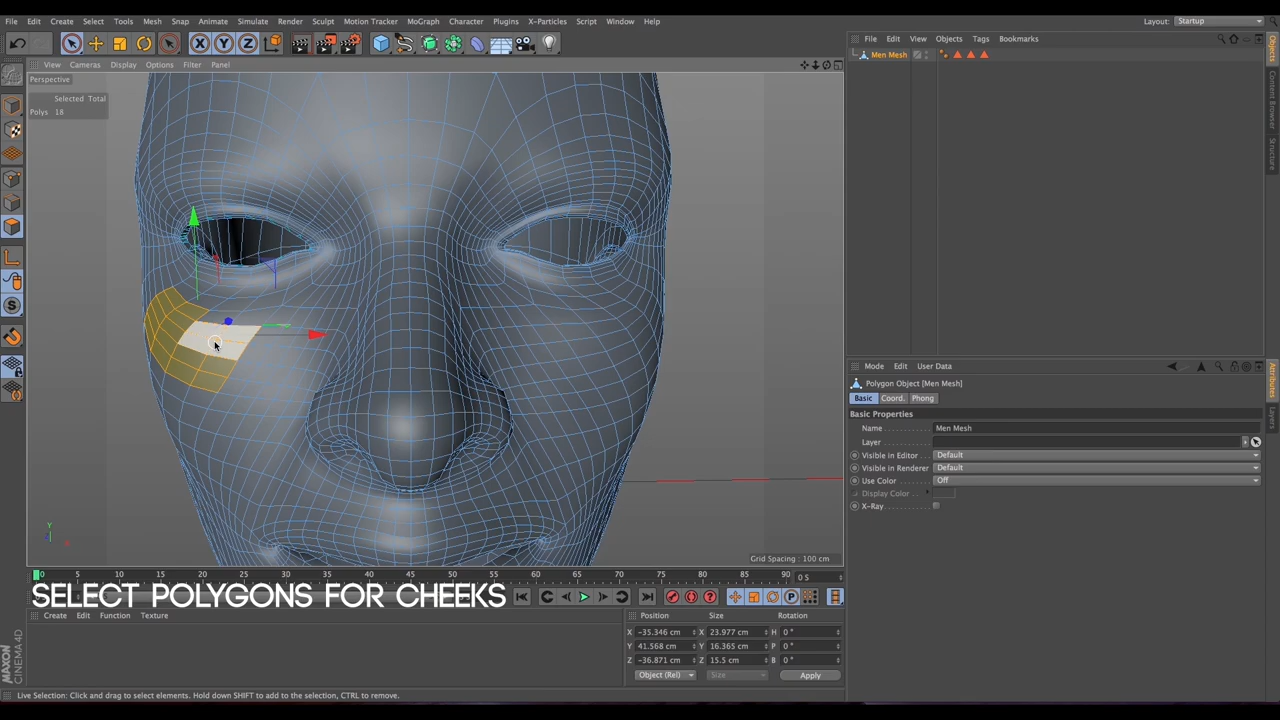 File Edit Create Select Tools Mesh Snap Animate Simulate Render Sculpt Motion Tracker MoGraph Character Plugins X-Particles Script Window Help Layout: Startup
View Cameras Display Options Filter Panel
File Edit View Objects Tags Bookmarks
Perspective
Men Mesh
Selected Total
Polys 18
Objects
Content Browser
Structure
Mode Edit User Data
Polygon Object [Men Mesh]
Basic Coord. Phong
Basic Properties
Name Men Mesh
Layer
Visible in Editor Default
Visible in Renderer Default
Use Color Off
Display Color
X-Ray
Attributes
Layers
Y
Grid Spacing : 100 cm
0 5 10 15 20 25 30 35 40 45 50 55 60 65 70 75 80 85 90 0 S
SELECT POLYGONS FOR CHEEKS
Create Edit Function Texture
Position Size Rotation
X -35.346 cm X 23.977 cm H 0 °
Y 41.568 cm Y 16.365 cm P 0 °
Z -36.871 cm Z 15.5 cm B 0 °
Object (Rel) Size Apply
MAXON
CINEMA 4D
Live Selection: Click and drag to select elements. Hold down SHIFT to add to the selection, CTRL to remove.